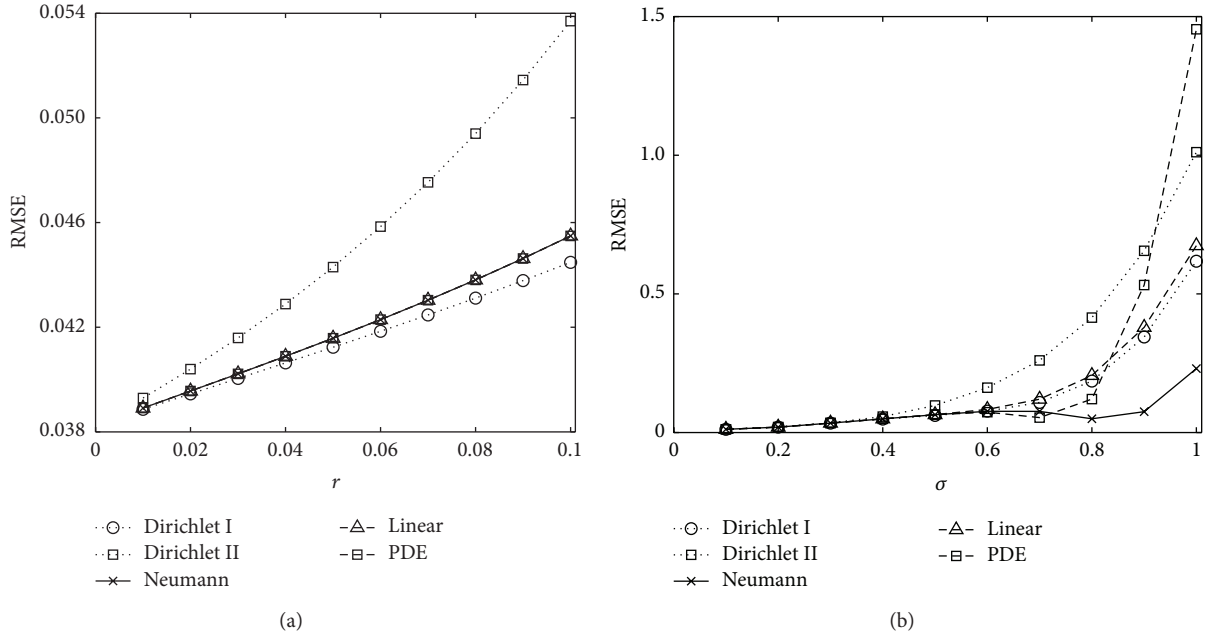 0.054
0.050
0.046
0.042
0.038
RMSE
0 0.02 0.04 0.06 0.08 0.1
r
Dirichlet I
Dirichlet II
Neumann
Linear
PDE
(a)
1.5
1.0
0.5
0
RMSE
0 0.2 0.4 0.6 0.8 1
σ
Dirichlet I
Dirichlet II
Neumann
Linear
PDE
(b)